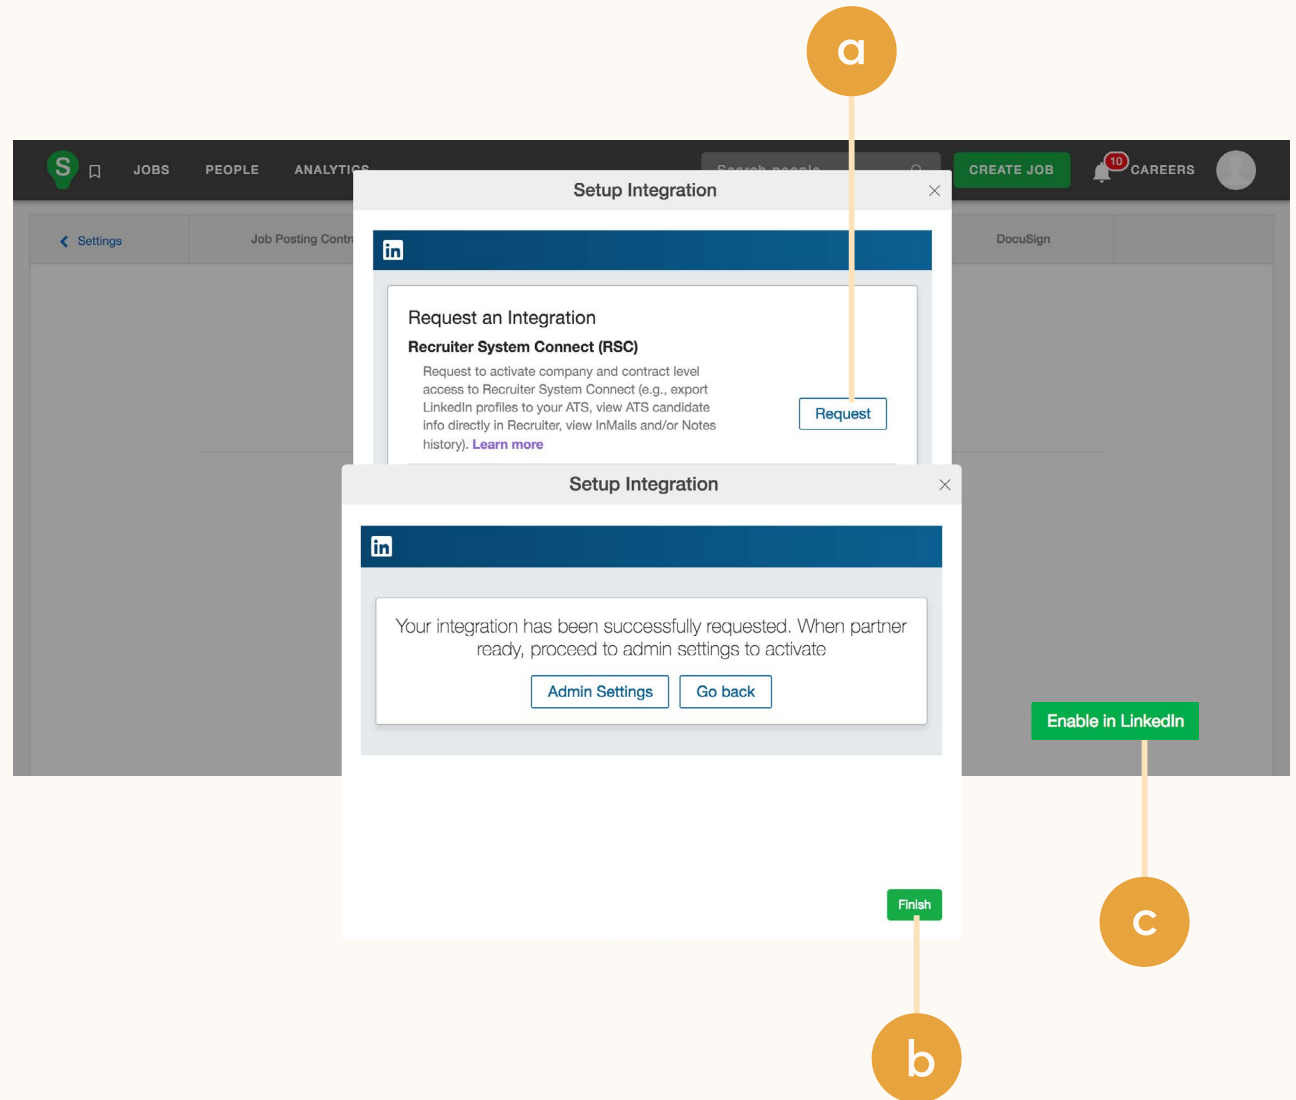 a
S
JOBS
PEOPLE
ANALYTICS
Search people
CREATE JOB
10
CAREERS
Setup Integration
Settings
Job Posting Contr
DocuSign
in
Request an Integration
Recruiter System Connect (RSC)
Request to activate company and contract level
access to Recruiter System Connect (e.g., export
LinkedIn profiles to your ATS, view ATS candidate
info directly in Recruiter, view InMails and/or Notes
history). Learn more
Request
Setup Integration
in
Your integration has been successfully requested. When partner
ready, proceed to admin settings to activate
Admin Settings
Go back
Enable in LinkedIn
Finish
c
b